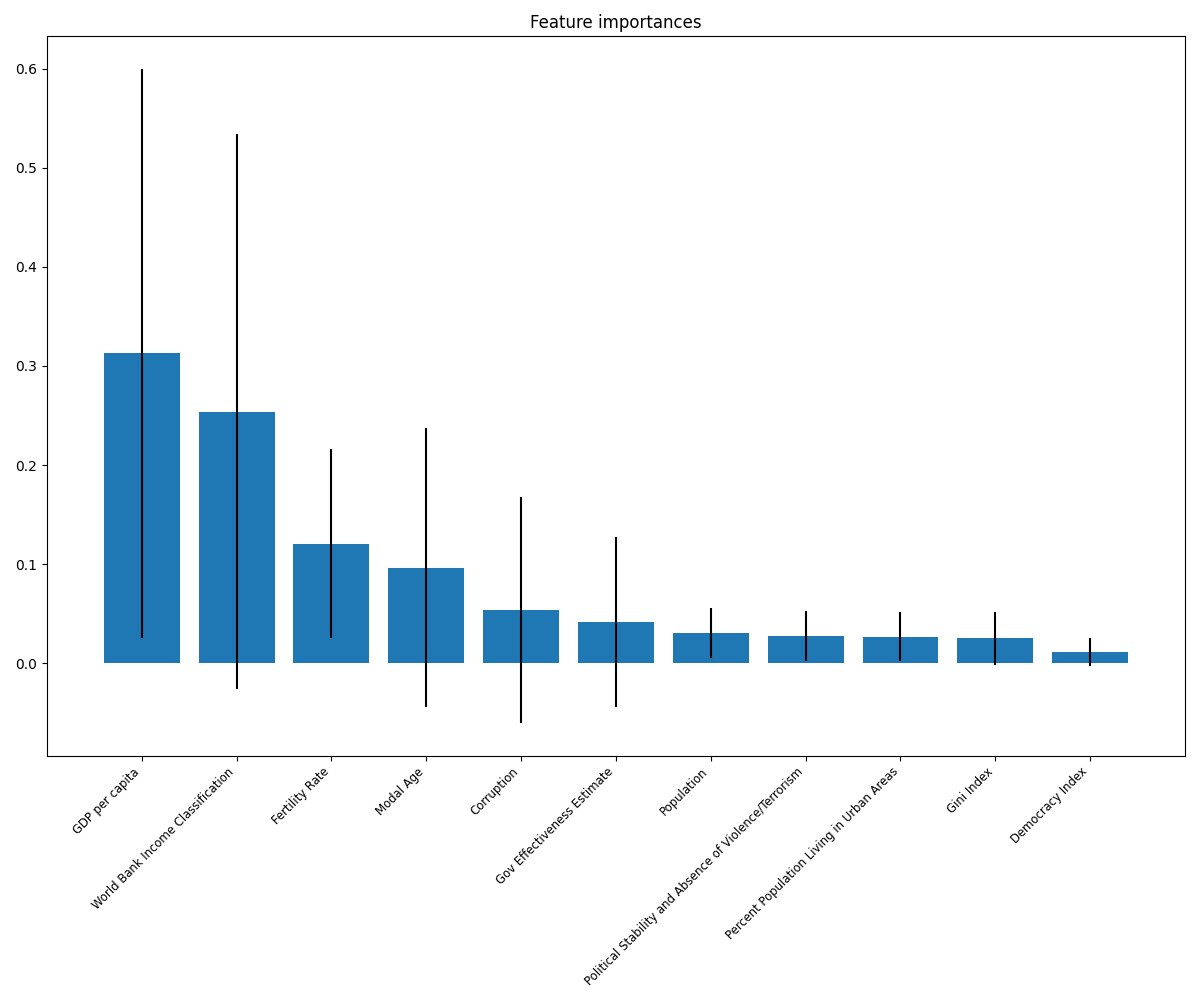 Feature importances
0.6
0.5
0.4
0.3
0.2
0.1
0.0
GDP per capita
World Bank Income Classification
Fertility Rate
Modal Age
Corruption
Gov Effectiveness Estimate
Population
Political Stability and Absence of Violence/Terrorism
Percent Population Living in Urban Areas
Gini Index
Democracy Index